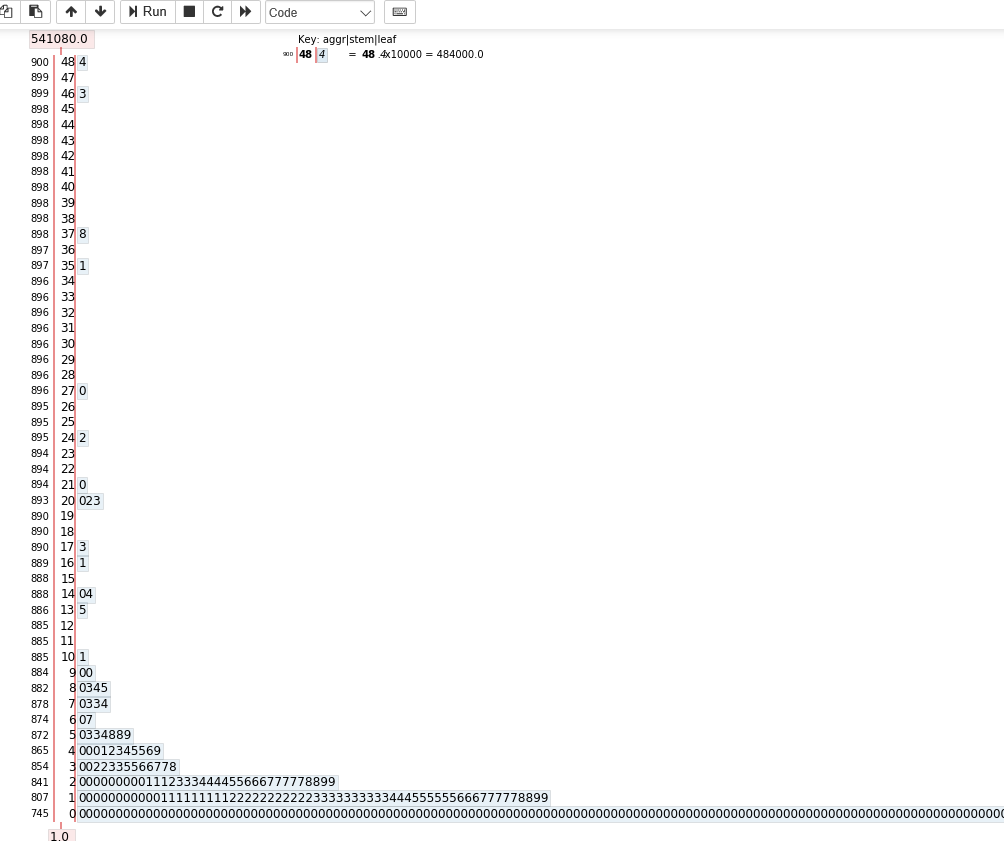 Run
Code
541080.0
Key: aggr|stem|leaf
900 48 4 = 48 .4x10000 = 484000.0
900 48 4
899 47
899 46 3
898 45
898 44
898 43
898 42
898 41
898 40
898 39
898 38
898 37 8
897 36
897 35 1
896 34
896 33
896 32
896 31
896 30
896 29
896 28
896 27 0
895 26
895 25
895 24 2
894 23
894 22
894 21 0
893 20 023
890 19
890 18
890 17 3
889 16 1
888 15
888 14 04
886 13 5
885 12
885 11
885 10 1
884 9 00
882 8 0345
878 7 0334
874 6 07
872 5 0334889
865 4 00012345569
854 3 0022335566778
841 2 0000000001112333444455666777778899
807 1 00000000000111111111222222222223333333333444555555666777778899
745 0 0000000000000000000000000000000000000000000000000000000000000000000000000000000000000000000000000000000000000000000000000
1.0